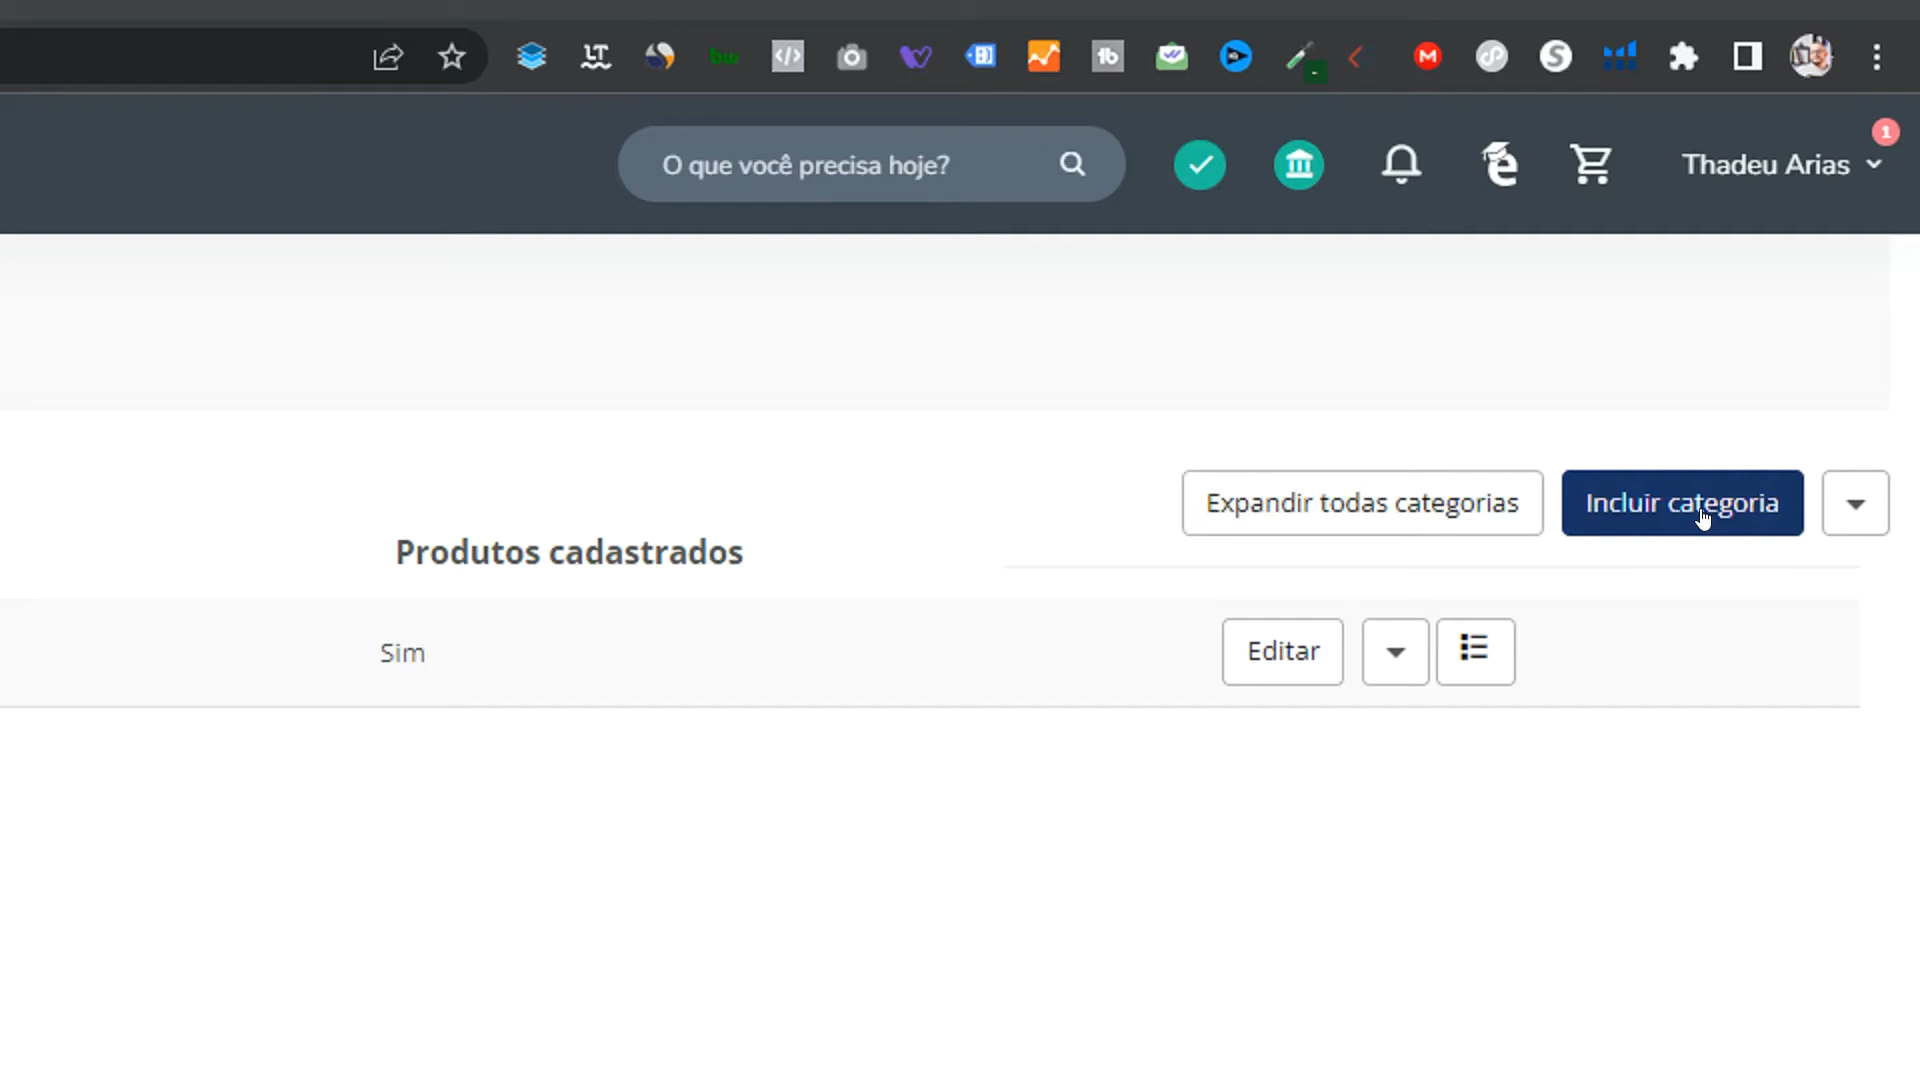 O que você precisa hoje?
Thadeu Arias
1
Expandir todas categorias
Incluir categoria
Produtos cadastrados
Sim
Editar